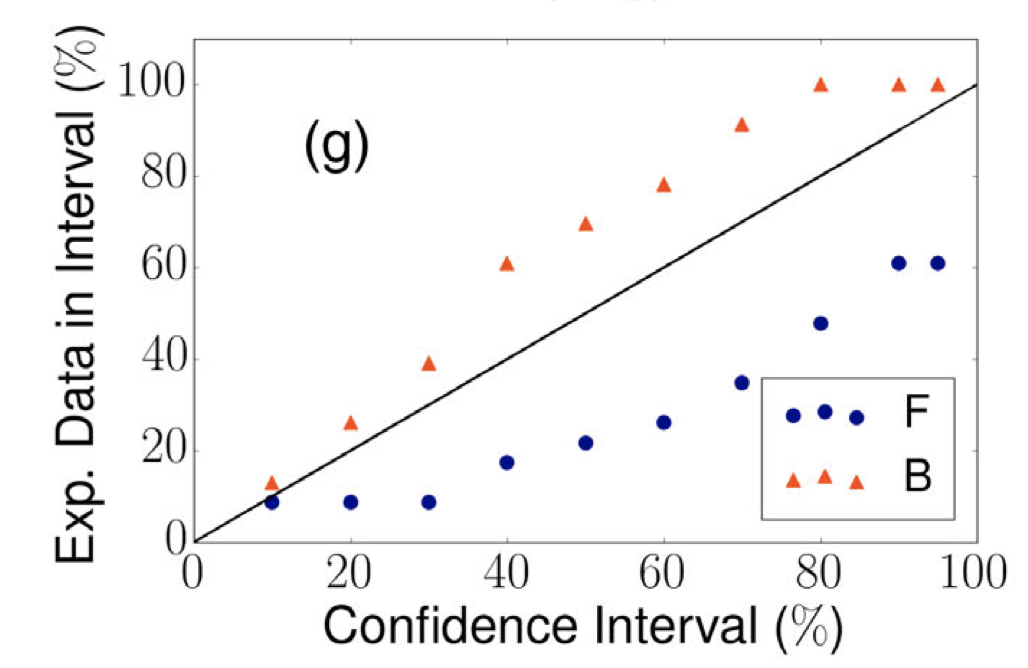 Exp. Data in Interval (%)
100
80
60
40
20
0
(g)
F
B
0 20 40 60 80 100
Confidence Interval (%)